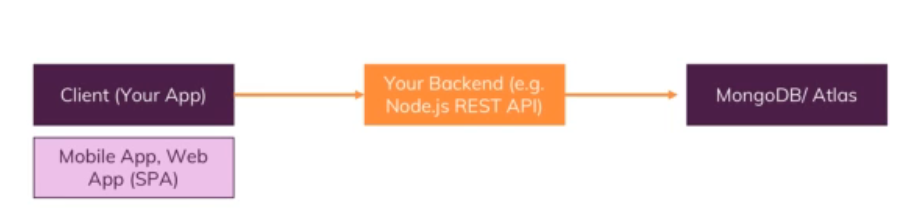 Client (Your App)
Your Backend (e.g.
Node.js REST API)
MongoDB/ Atlas
Mobile App, Web
App (SPA)